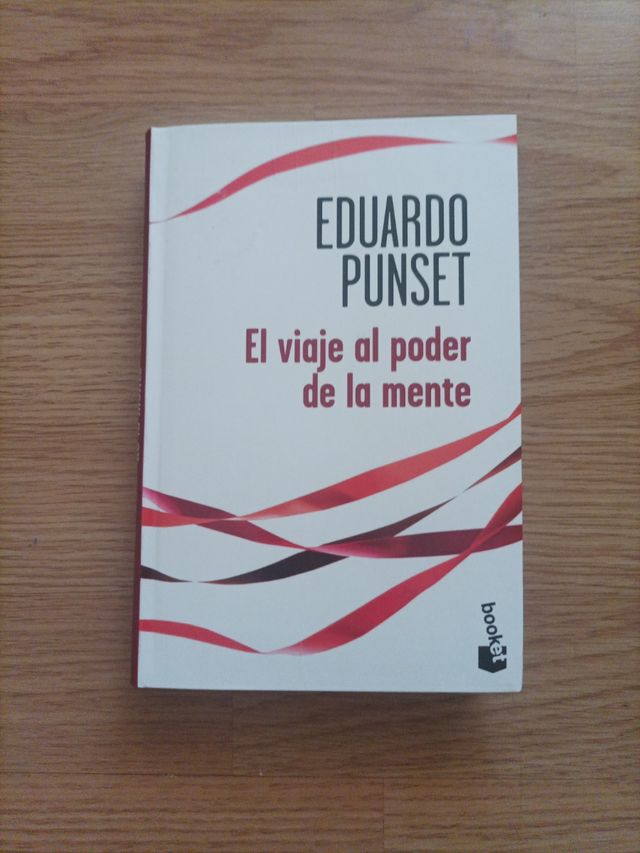 EDUARDO
PUNSET
El viaje al poder
de la mente
booket